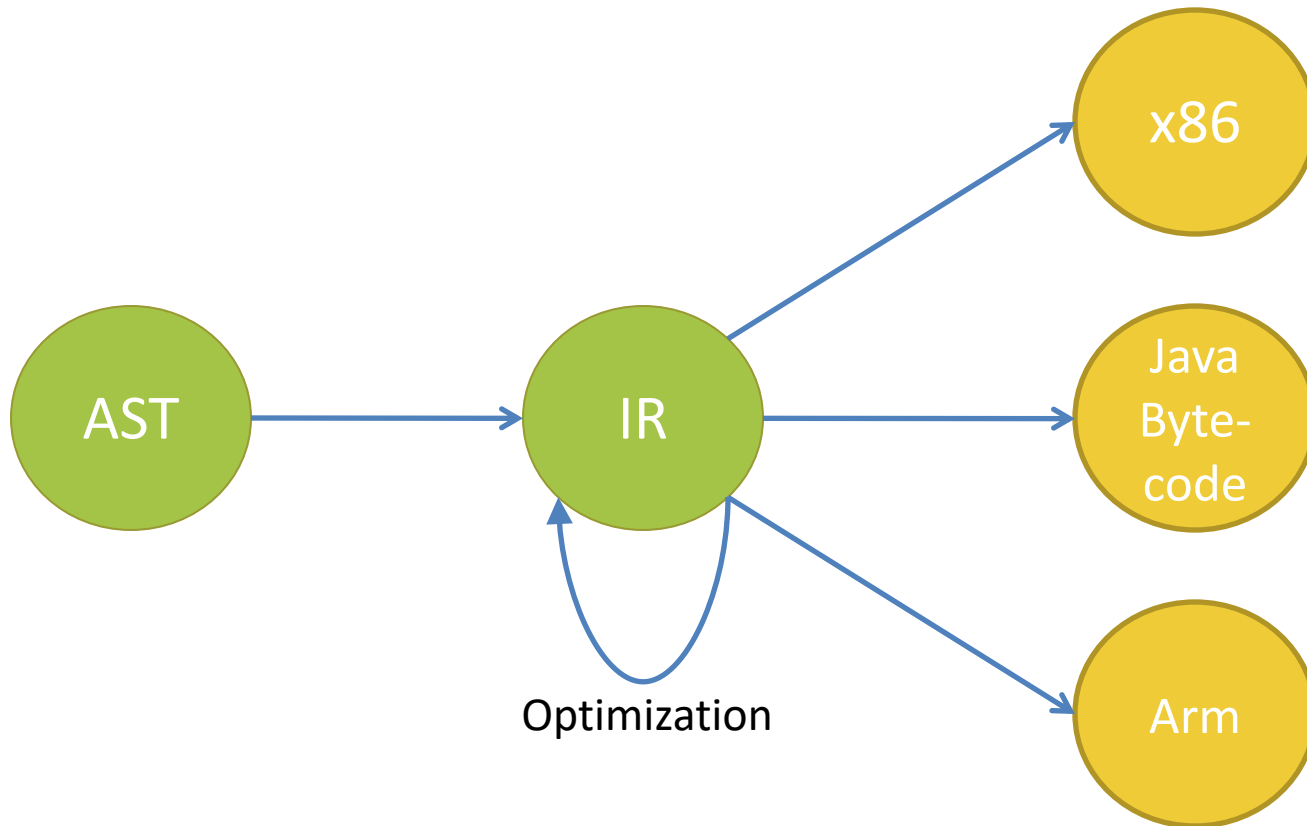 x86
AST
IR
Java
Byte-
code
Optimization
Arm